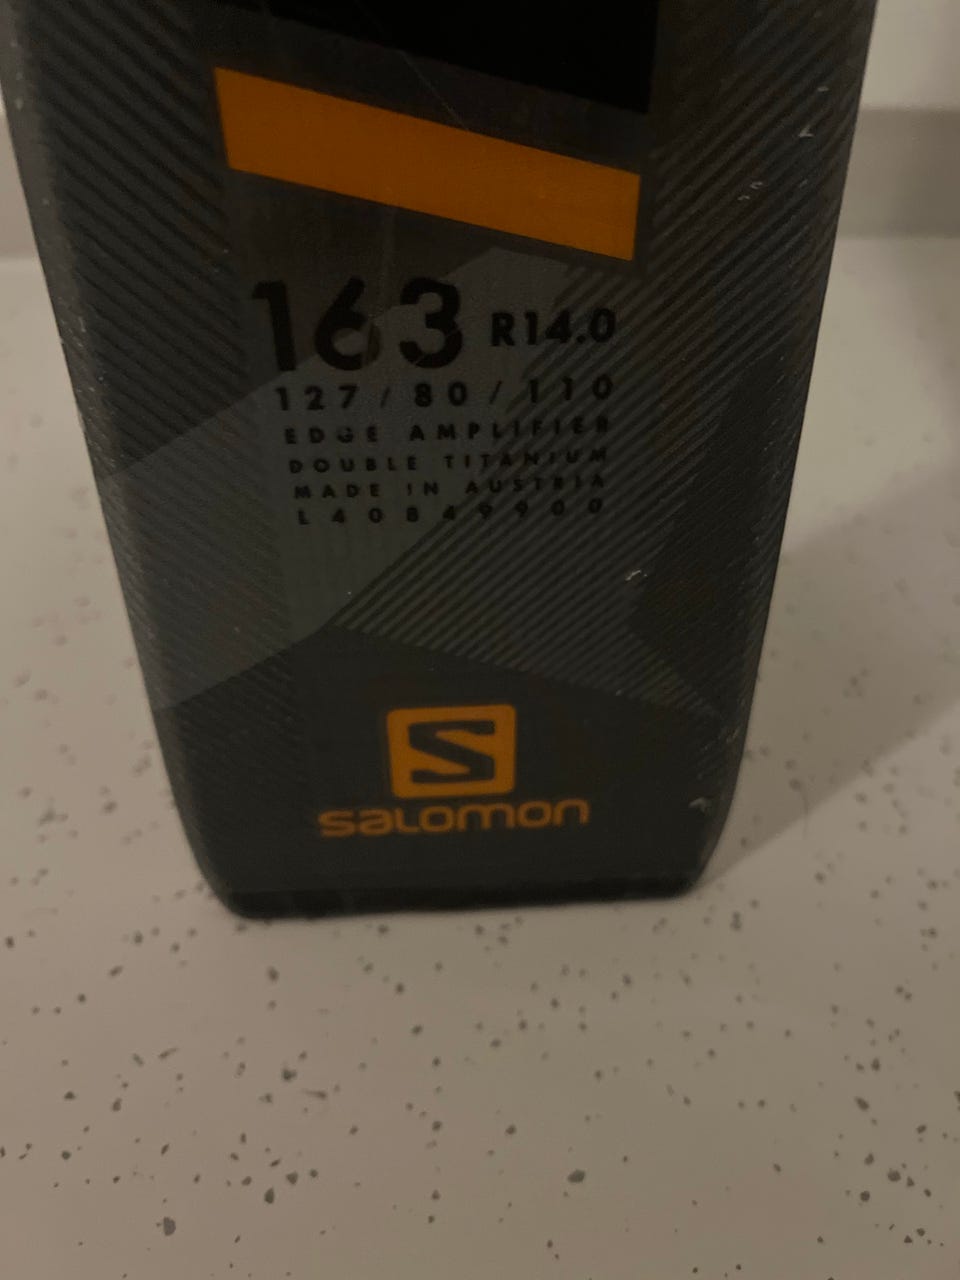 163 R14.0
127 / 80 / 110
EDGE AMPLIFIER
DOUBLE TITANIUM
MADE IN AUSTRIA
L40849900
S
salomon